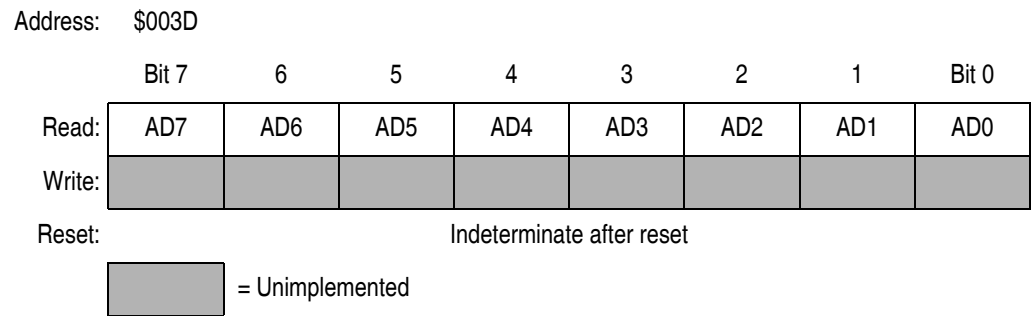 Address: $003D
Bit 7 6 5 4 3 2 1 Bit 0
Read: AD7 AD6 AD5 AD4 AD3 AD2 AD1 AD0
Write:
Reset: Indeterminate after reset
= Unimplemented